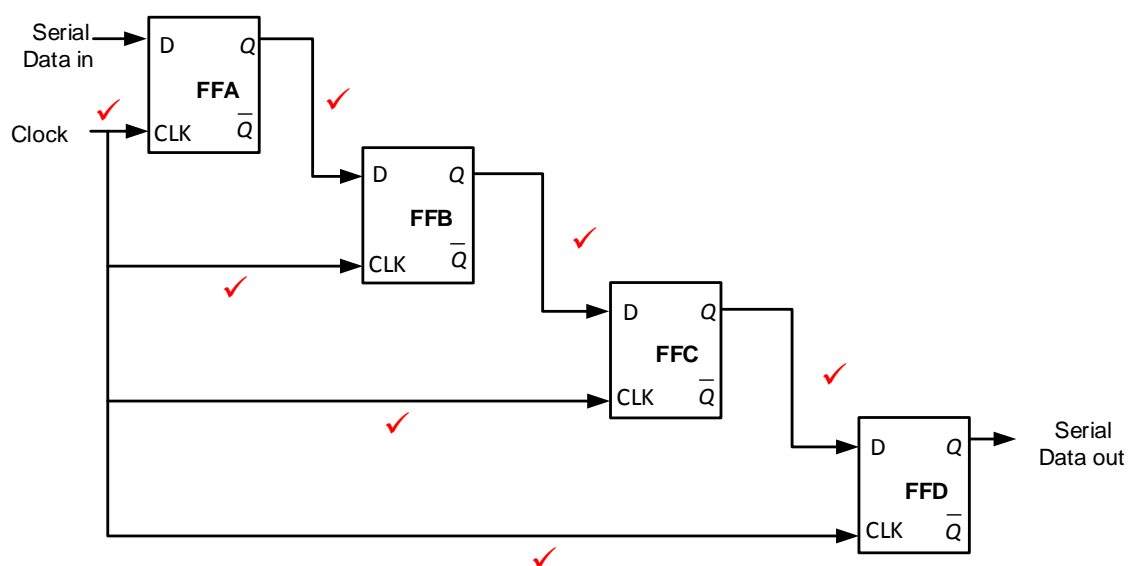 Serial
Data in
D
Q
FFA
Clock
CLK
Q̅
D
Q
FFB
CLK
Q̅
D
Q
FFC
CLK
Q̅
D
Q
Serial
Data out
FFD
CLK
Q̅